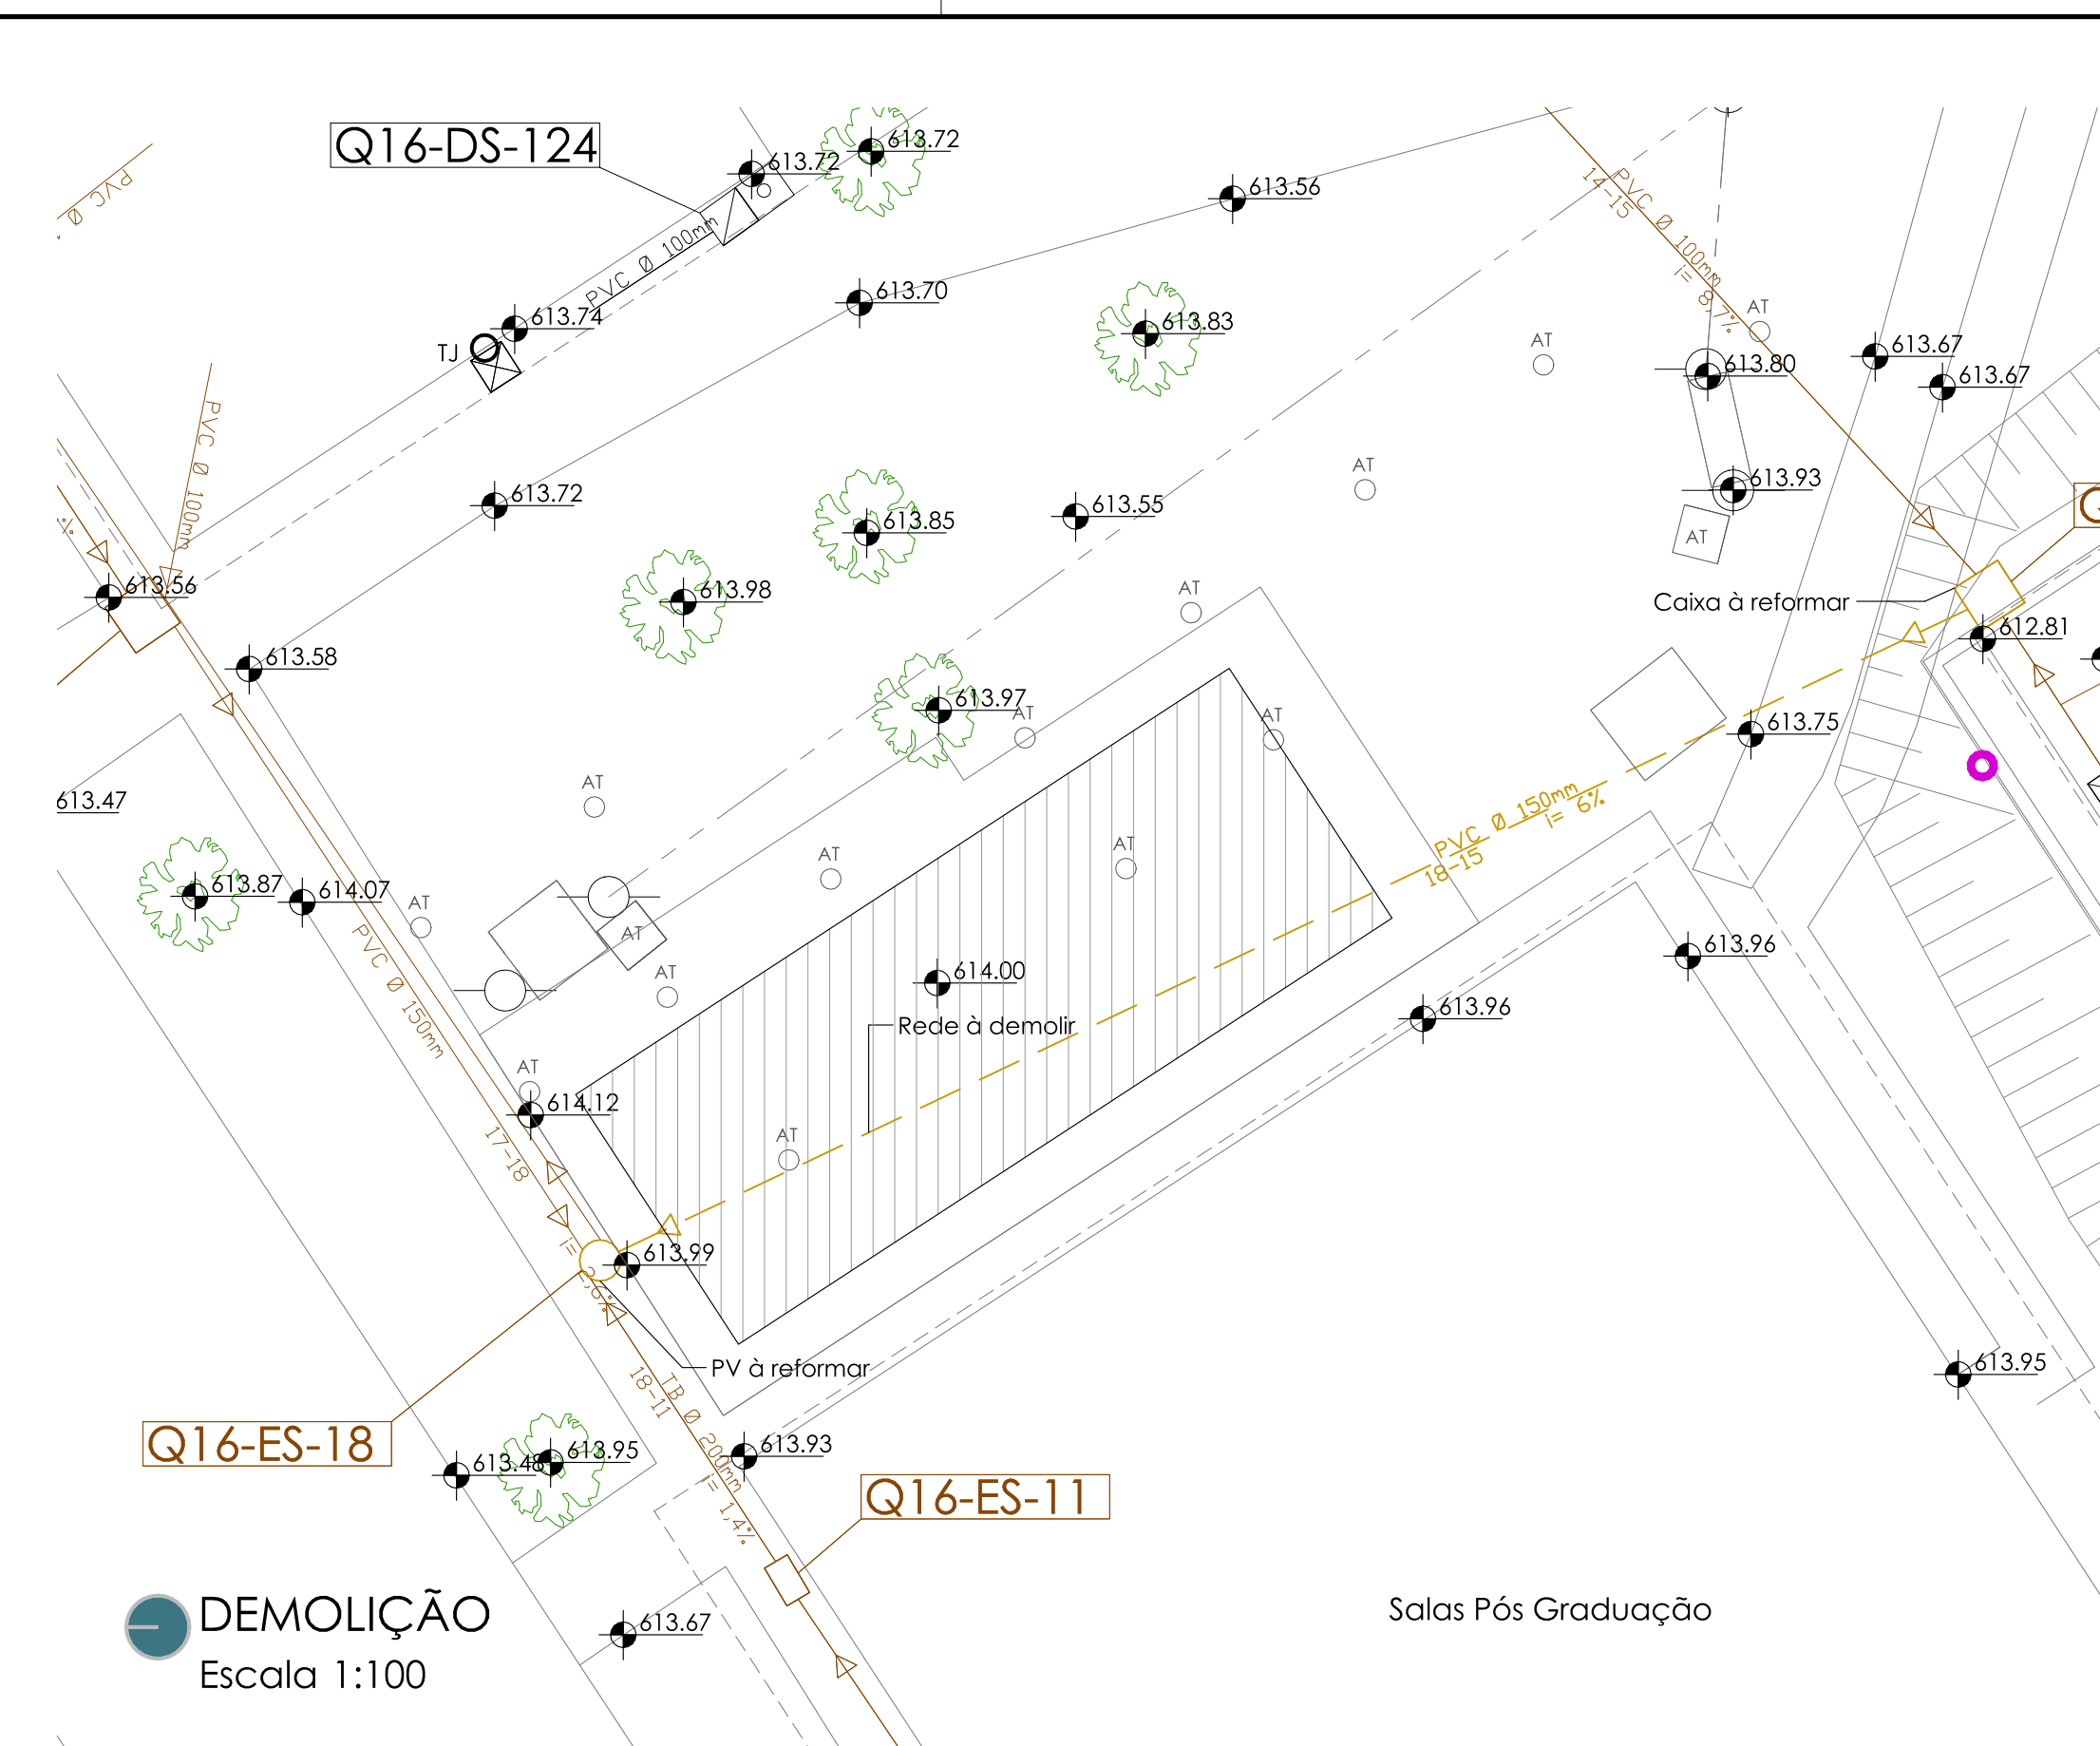 Q16-DS-124
613.72
613.72
PVC Ø
613.56
PVC Ø 100mm
14-15
i= 8,7%
PVC Ø 100mm
613.70
613.74
TJ
613.83
AT
AT
613.80
613.67
613.67
PVC Ø 100mm
AT
613.93
613.72
613.55
613.85
AT
613.56
613.98
AT
Caixa à reformar
612.81
613.58
613.97
AT
AT
613.75
613.47
AT
PVC Ø 150mm
i= 6%
18-15
AT
AT
613.87
614.07
AT
AT
PVC Ø 150mm
613.96
614.00
AT
613.96
Rede à demolir
AT
614.12
17-18
AT
613.99
i= 2,6%
PV à reformar
613.95
18-11
TB Ø 200mm
i= 1,4%
Q16-ES-18
613.48
613.95
613.93
Q16-ES-11
DEMOLIÇÃO
613.67
Salas Pós Graduação
Escala 1:100